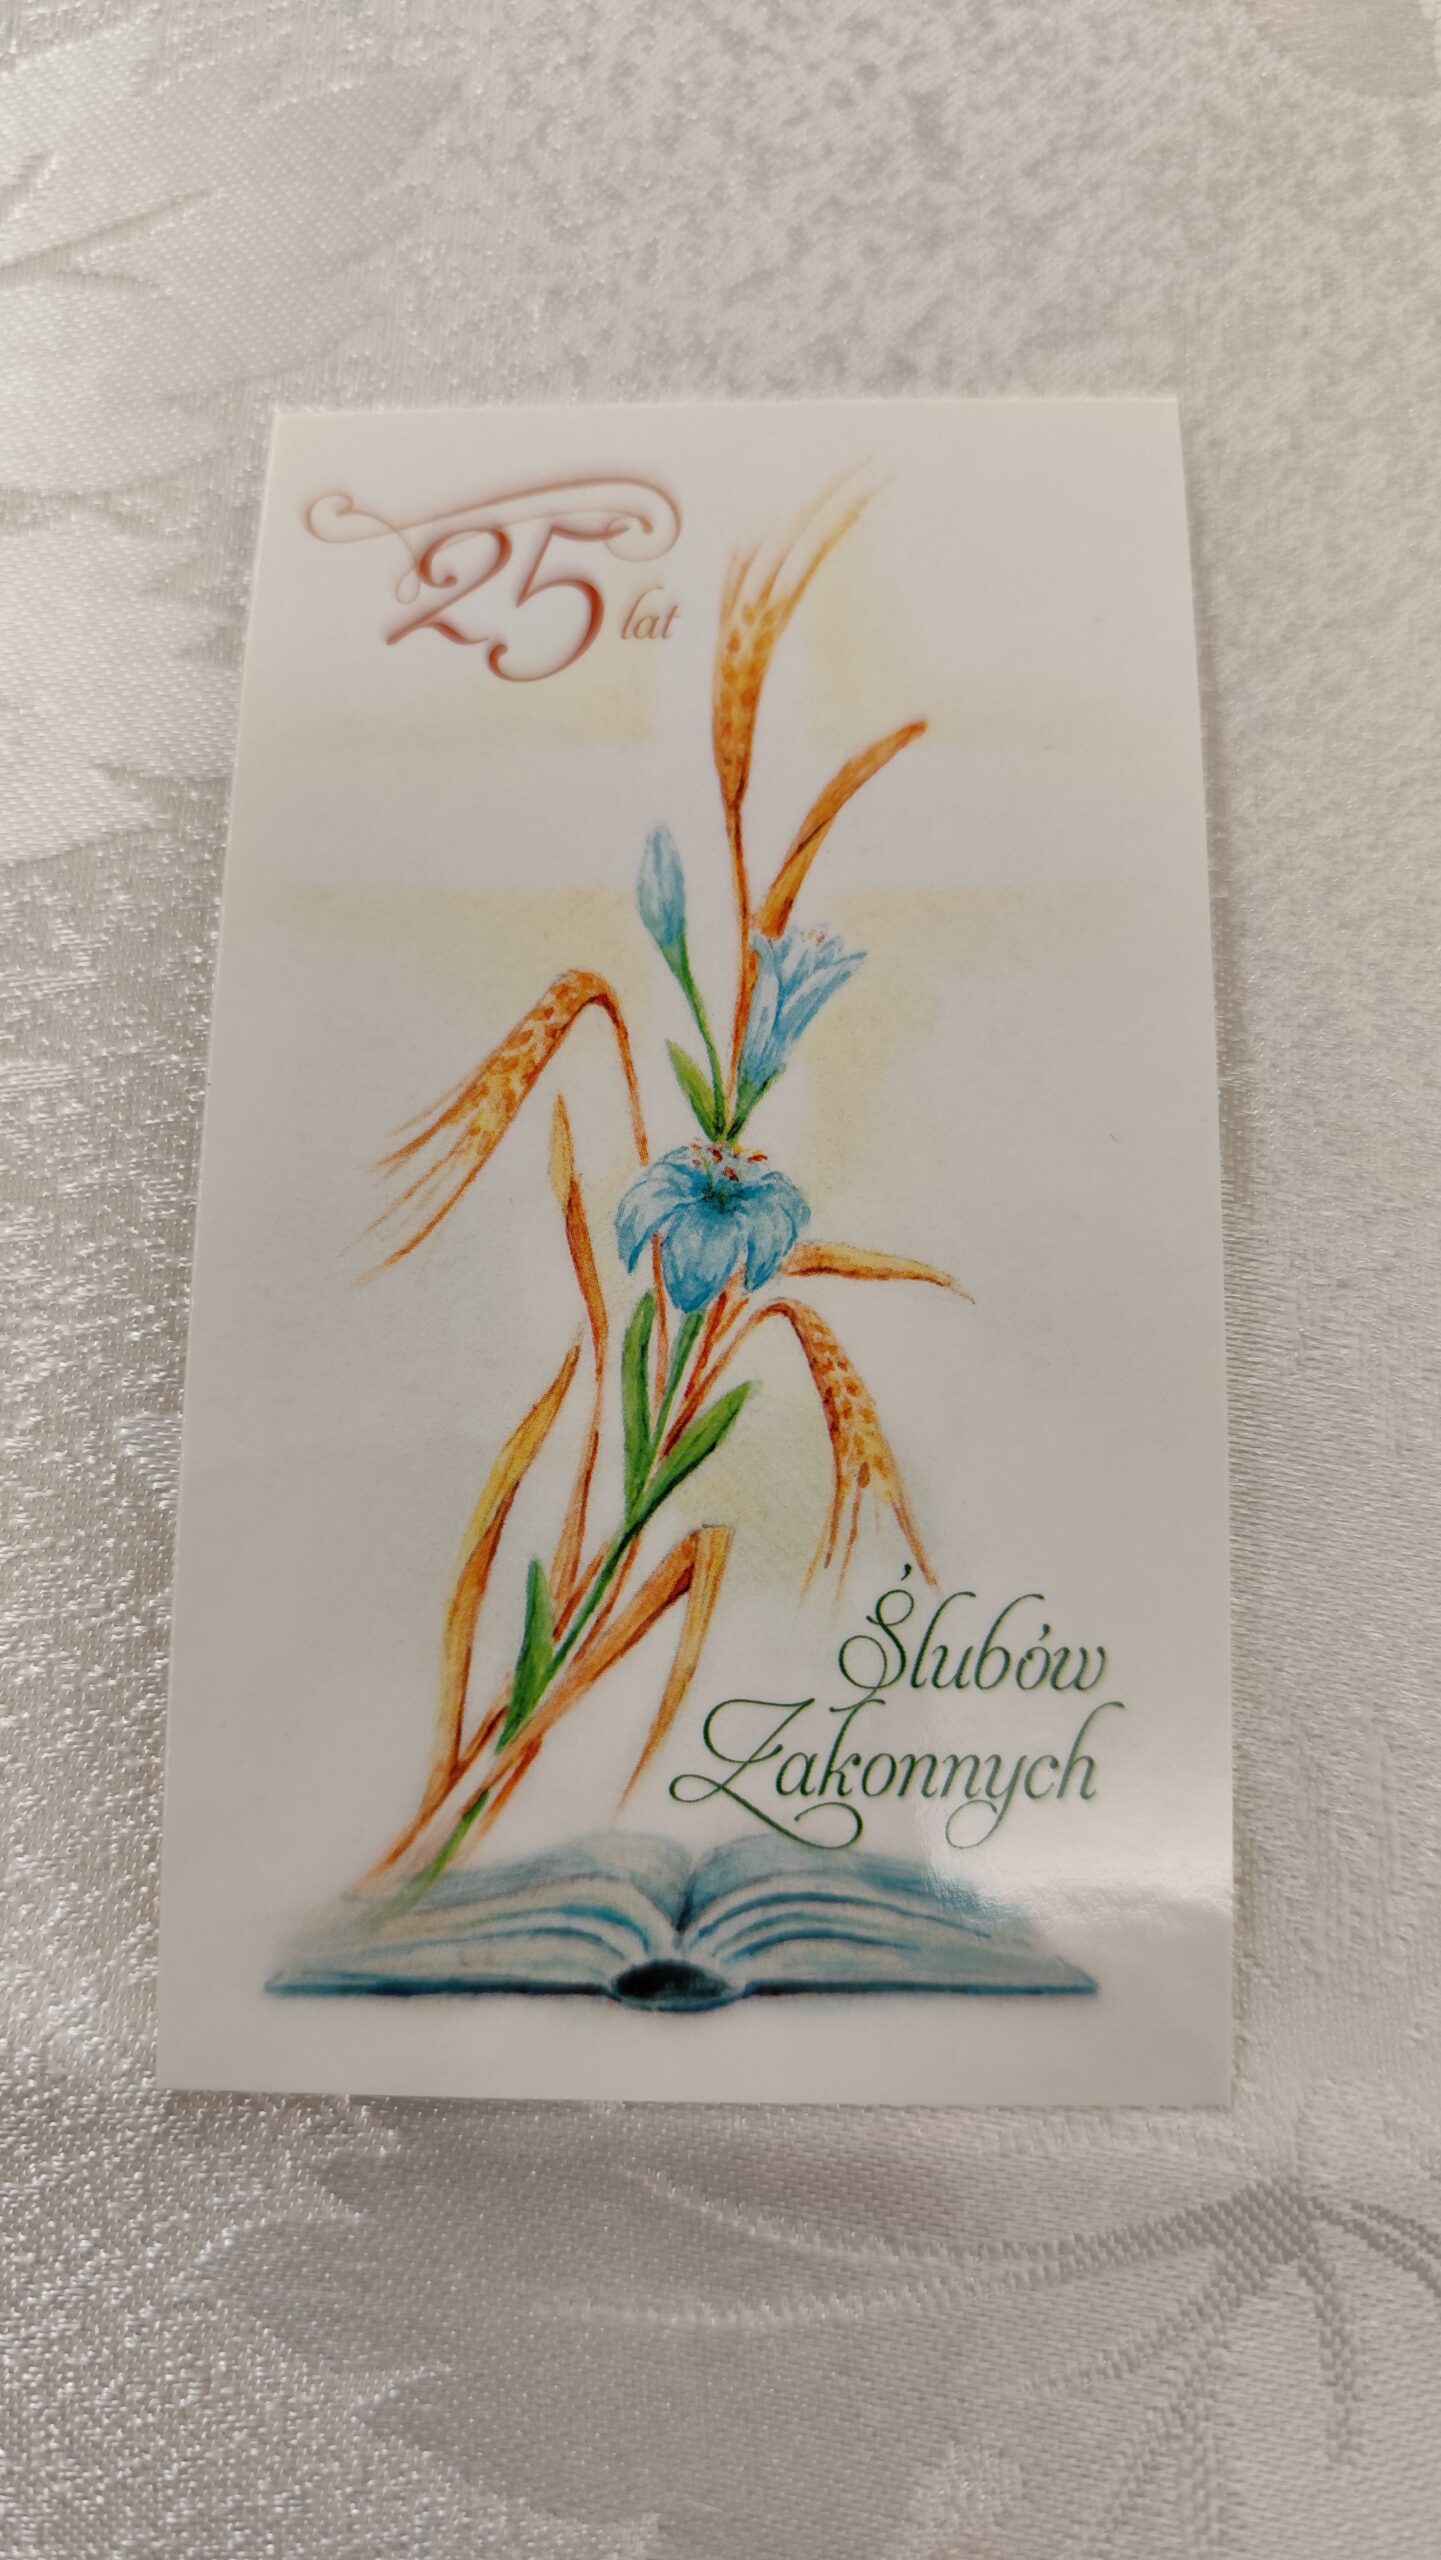 25 lat
Ślubów
Zakonnych